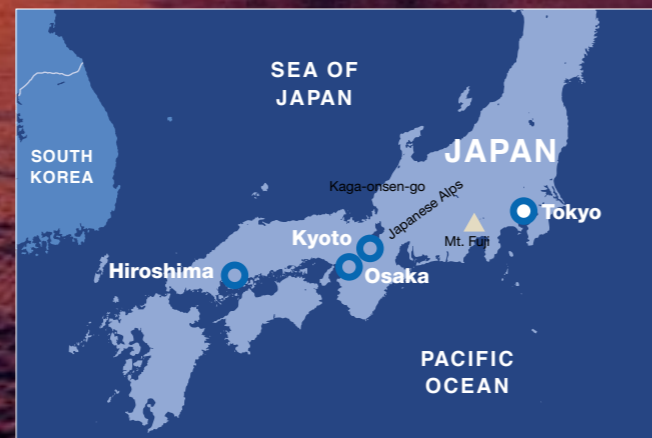 SEA OF
JAPAN
SOUTH
KOREA
JAPAN
Kaga-onsen-go
Japanese Alps
Tokyo
Kyoto
Mt. Fuji
Hiroshima
Osaka
PACIFIC
OCEAN